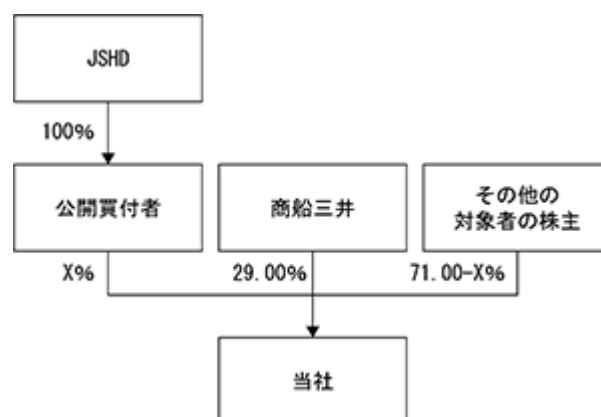 JSHD
100%
公開買付者
商船三井
その他の
対象者の株主
X%
29.00%
71.00-X%
当社